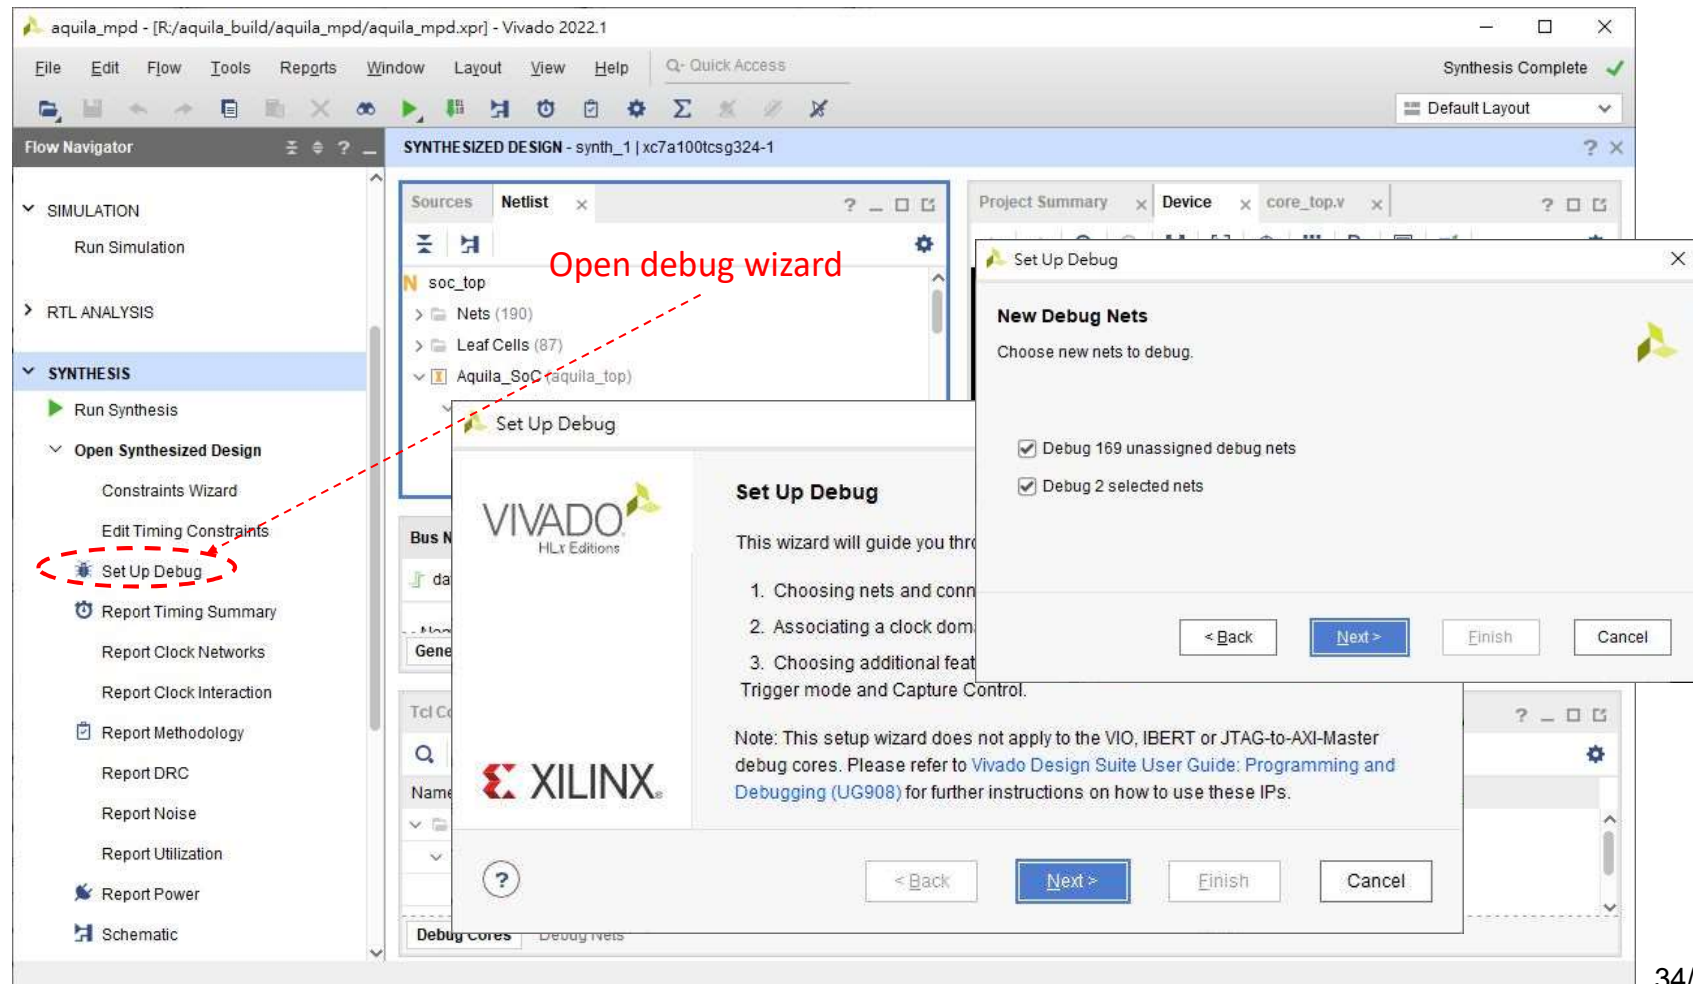 aquila_mpd - [R:/aquila_build/aquila_mpd/aquila_mpd.xpr] - Vivado 2022.1
File Edit Flow Tools Reports Window Layout View Help Q- Quick Access
Synthesis Complete
Default Layout
Flow Navigator
SYNTHESIZED DESIGN - synth_1 | xc7a100tcsg324-1
SIMULATION
Run Simulation
RTL ANALYSIS
SYNTHESIS
Run Synthesis
Open Synthesized Design
Constraints Wizard
Edit Timing Constraints
Set Up Debug
Report Timing Summary
Report Clock Networks
Report Clock Interaction
Report Methodology
Report DRC
Report Noise
Report Utilization
Report Power
Schematic
Sources Netlist
Open debug wizard
N soc_top
Nets (190)
Leaf Cells (87)
Aquila_SoC (aquila_top)
Project Summary Device core_top.v
Bus N
da
Gene
Tcl Co
Name
Debug Cores Debug Nets
Set Up Debug
VIVADO
HLx Editions
XILINX
Set Up Debug
This wizard will guide you thro
1. Choosing nets and conn
2. Associating a clock dom
3. Choosing additional feat
Trigger mode and Capture Control.
Note: This setup wizard does not apply to the VIO, IBERT or JTAG-to-AXI-Master
debug cores. Please refer to Vivado Design Suite User Guide: Programming and
Debugging (UG908) for further instructions on how to use these IPs.
< Back Next > Finish Cancel
Set Up Debug
New Debug Nets
Choose new nets to debug.
Debug 169 unassigned debug nets
Debug 2 selected nets
< Back Next > Finish Cancel
34/